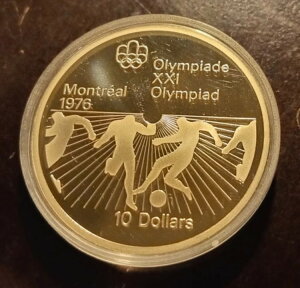 Olympiade
XXI
Olympiad
Montréal
1976
10 Dollars